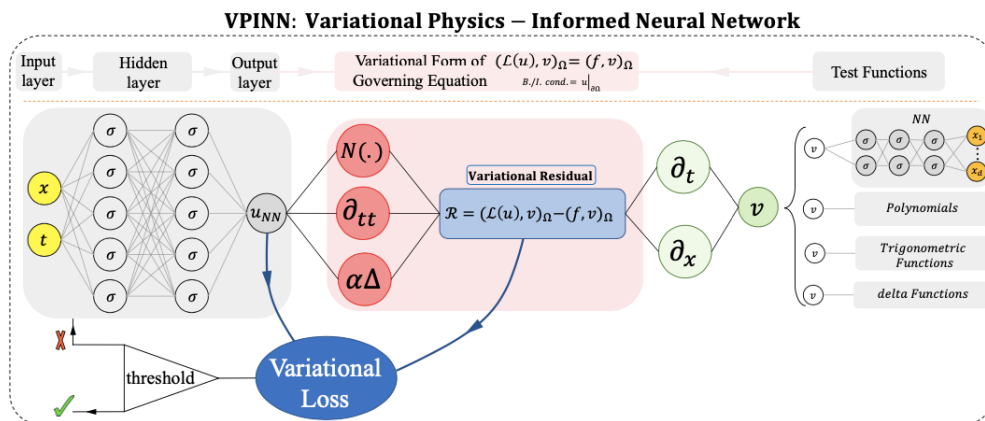 VPINN: Variational Physics – Informed Neural Network
Input
layer
Hidden
layer
Output
layer
Variational Form of (ℒ(u), v)Ω = (f, v)Ω
Governing Equation B./I. cond. = u|∂Ω
Test Functions
σ σ
σ σ
σ σ
σ σ
σ σ
x
t
uNN
N(.)
∂tt
αΔ
Variational Residual
ℛ = (ℒ(u), v)Ω−(f, v)Ω
∂t
∂x
v
NN
v
σ σ σ x1
σ σ σ xd
v
Polynomials
v
Trigonometric
Functions
v
delta Functions
threshold
Variational
Loss